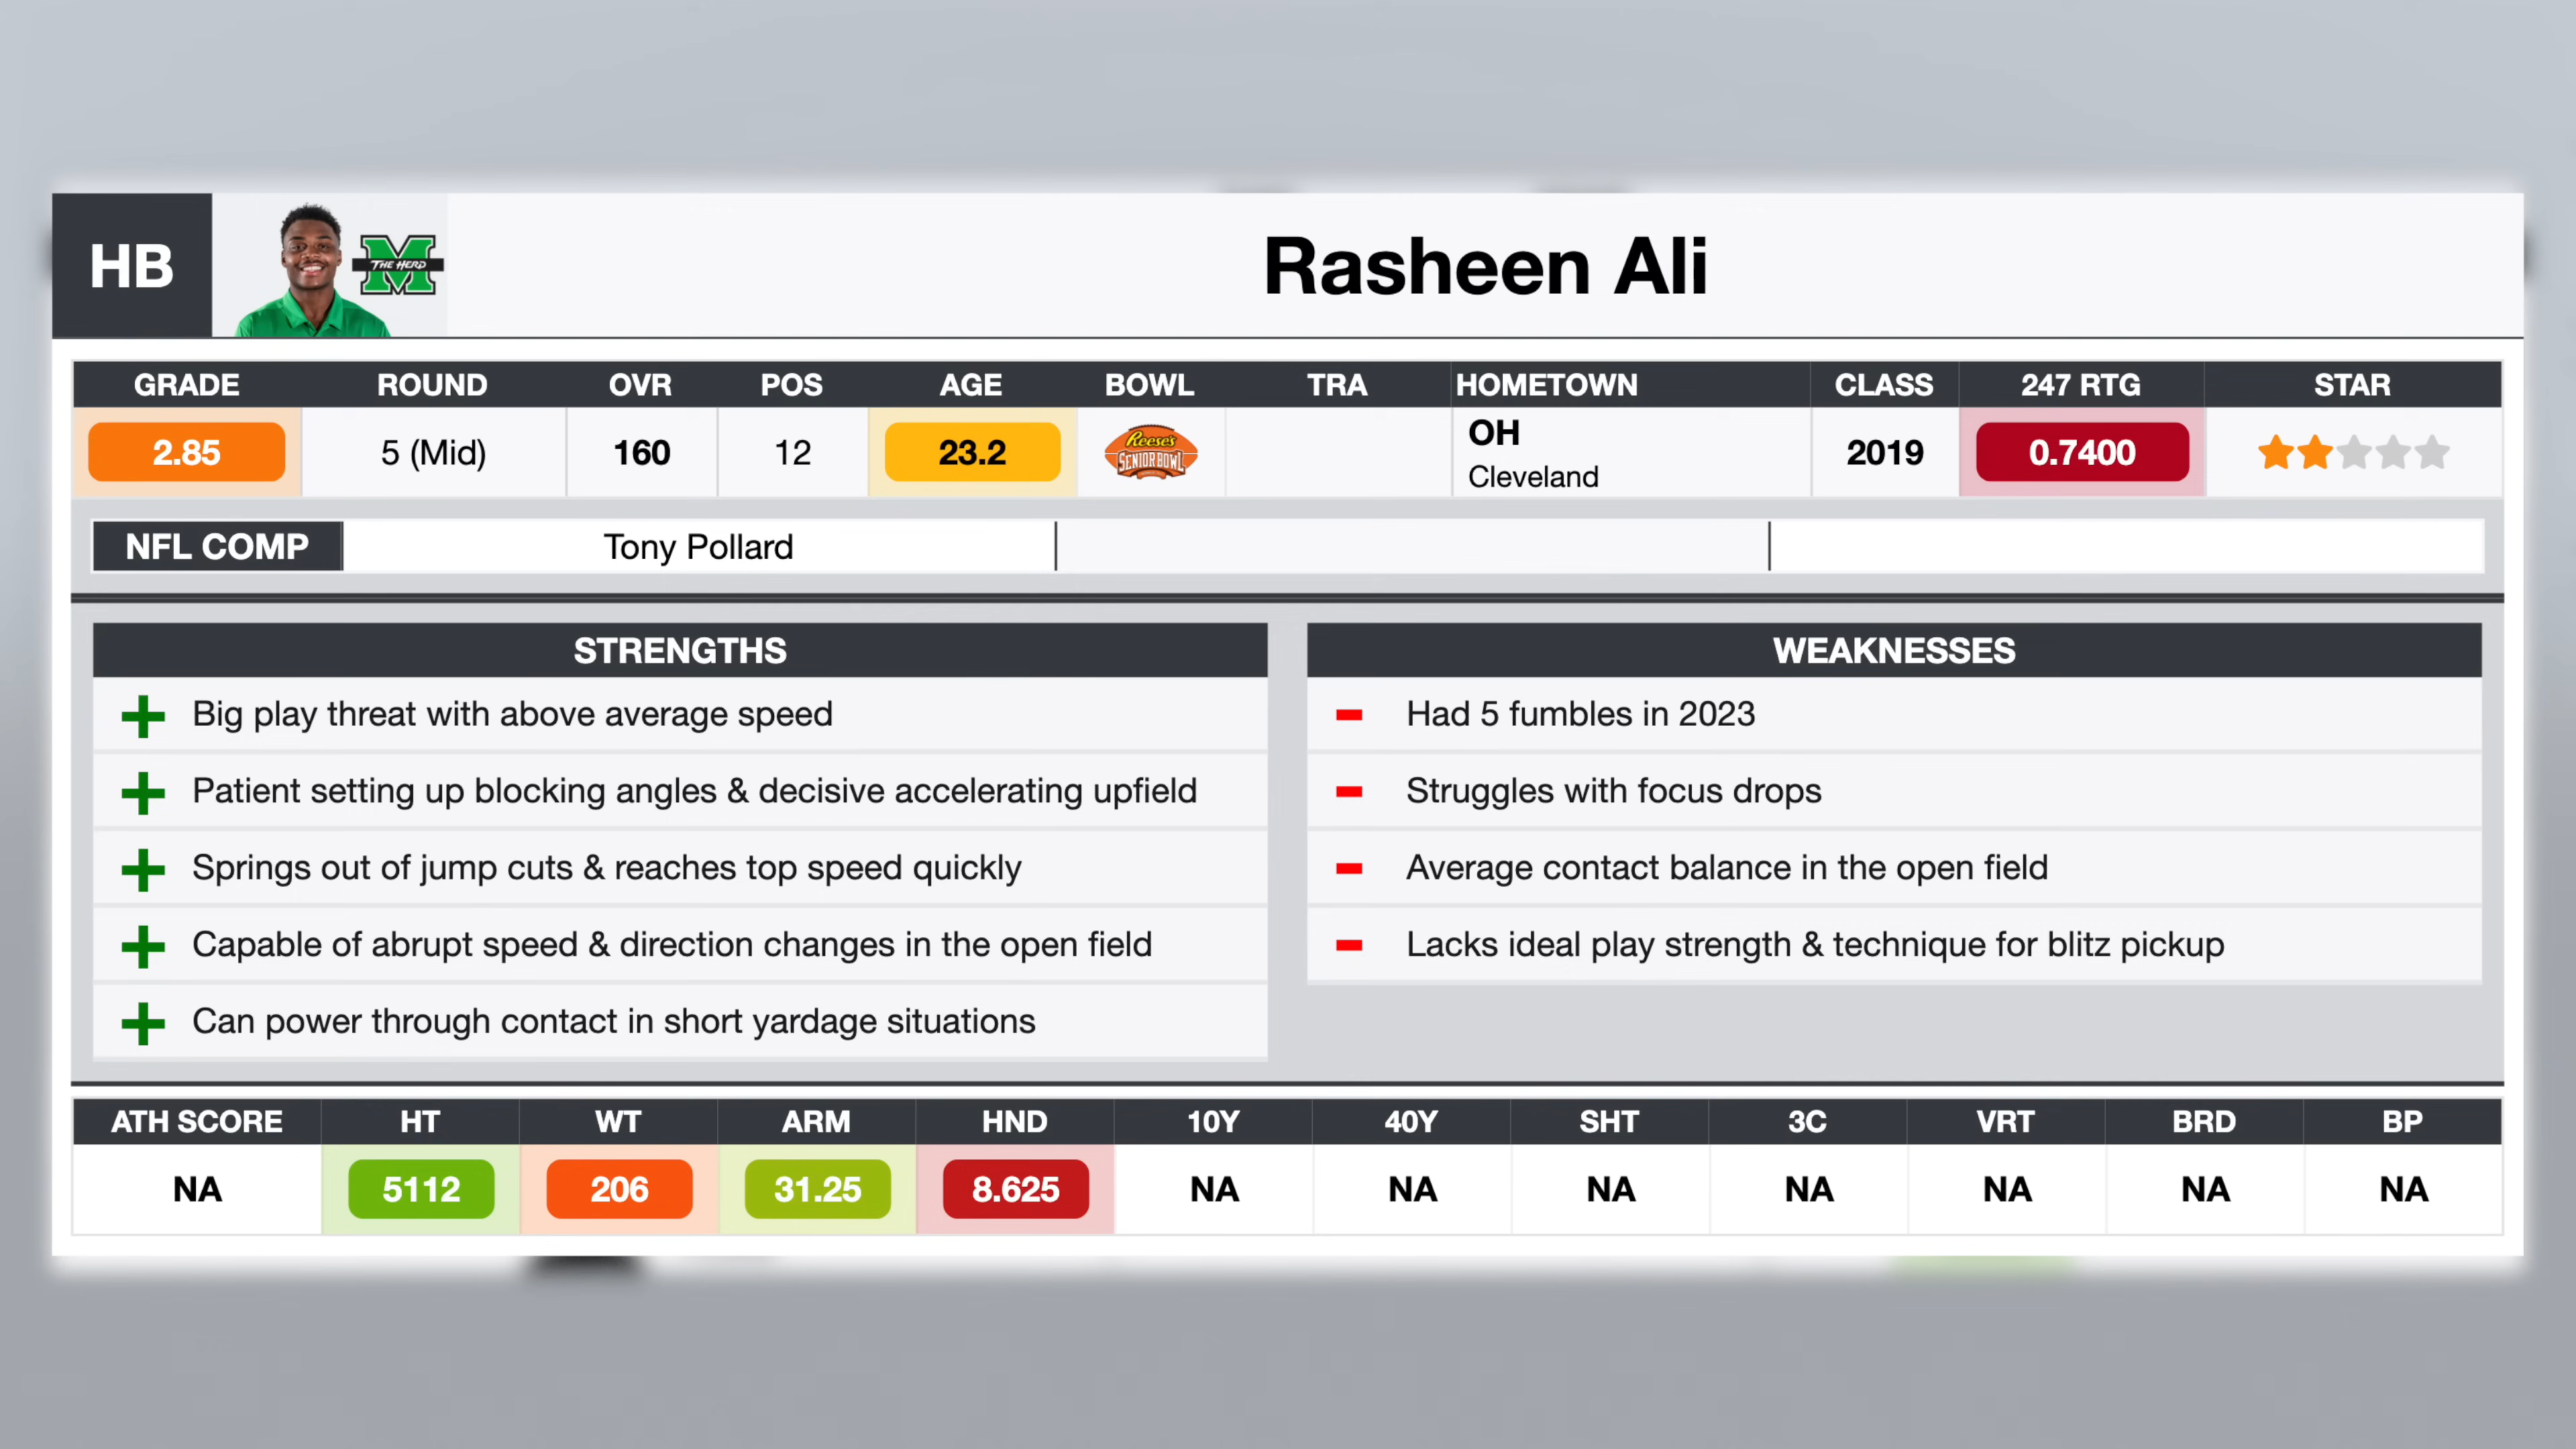 HB
THE HERD
Rasheen Ali
GRADE ROUND OVR POS AGE BOWL TRA HOMETOWN CLASS 247 RTG STAR
2.85 5 (Mid) 160 12 23.2 Reese's SENIOR BOWL OH Cleveland 2019 0.7400
NFL COMP Tony Pollard
STRENGTHS
Big play threat with above average speed
Patient setting up blocking angles & decisive accelerating upfield
Springs out of jump cuts & reaches top speed quickly
Capable of abrupt speed & direction changes in the open field
Can power through contact in short yardage situations
WEAKNESSES
Had 5 fumbles in 2023
Struggles with focus drops
Average contact balance in the open field
Lacks ideal play strength & technique for blitz pickup
ATH SCORE HT WT ARM HND 10Y 40Y SHT 3C VRT BRD BP
NA 5112 206 31.25 8.625 NA NA NA NA NA NA NA